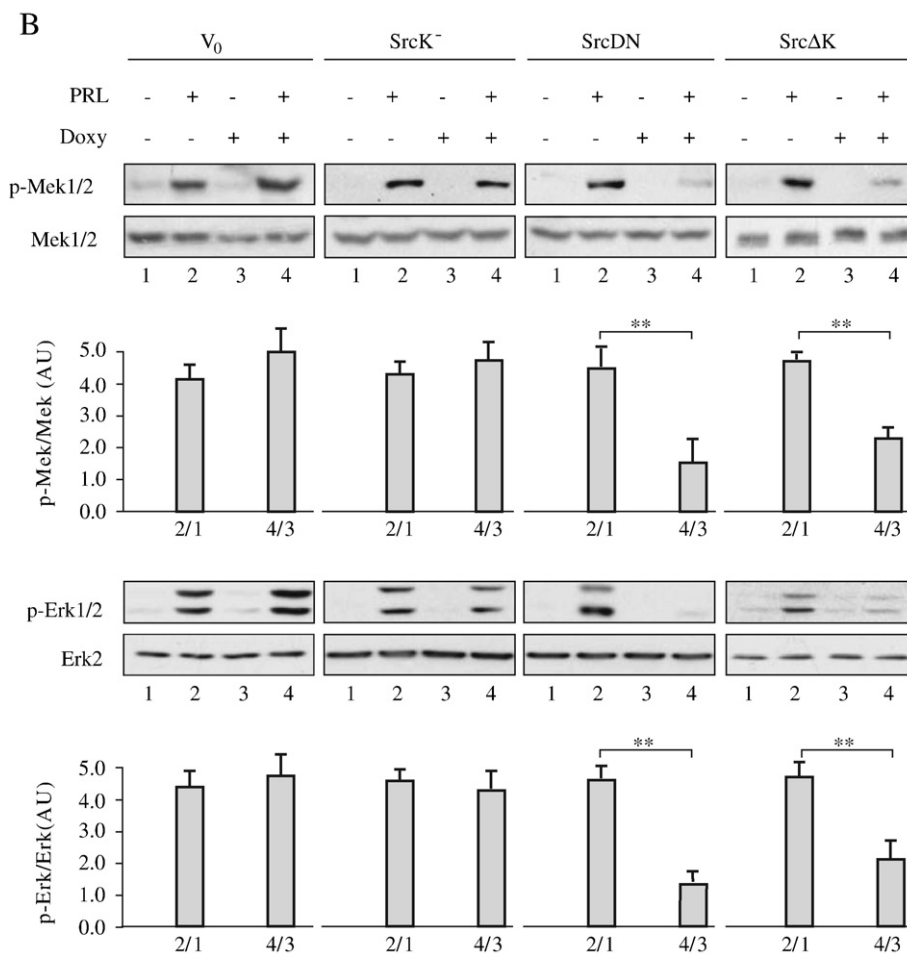 B
V0 SrcK- SrcDN SrcΔK
PRL - + - + - + - + - + - + - + - +
Doxy - - + + - - + + - - + + - - + +
p-Mek1/2
Mek1/2
1 2 3 4 1 2 3 4 1 2 3 4 1 2 3 4
** **
p-Mek/Mek (AU)
5.0
4.0
3.0
2.0
1.0
0.0
2/1 4/3 2/1 4/3 2/1 4/3 2/1 4/3
p-Erk1/2
Erk2
1 2 3 4 1 2 3 4 1 2 3 4 1 2 3 4
** **
p-Erk/Erk(AU)
5.0
4.0
3.0
2.0
1.0
0.0
2/1 4/3 2/1 4/3 2/1 4/3 2/1 4/3